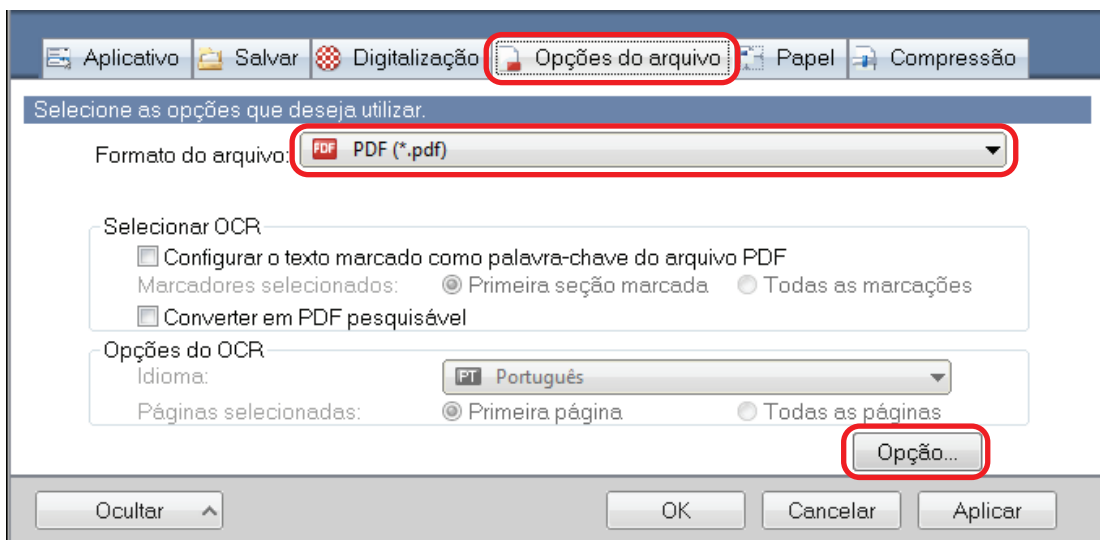 Aplicativo Salvar Digitalização Opções do arquivo Papel Compressão
Selecione as opções que deseja utilizar.
Formato do arquivo: PDF PDF (*.pdf)
Selecionar OCR
Configurar o texto marcado como palavra-chave do arquivo PDF
Marcadores selecionados: Primeira seção marcada Todas as marcações
Converter em PDF pesquisável
Opções do OCR
Idioma: PT Português
Páginas selecionadas: Primeira página Todas as páginas
Opção...
Ocultar OK Cancelar Aplicar